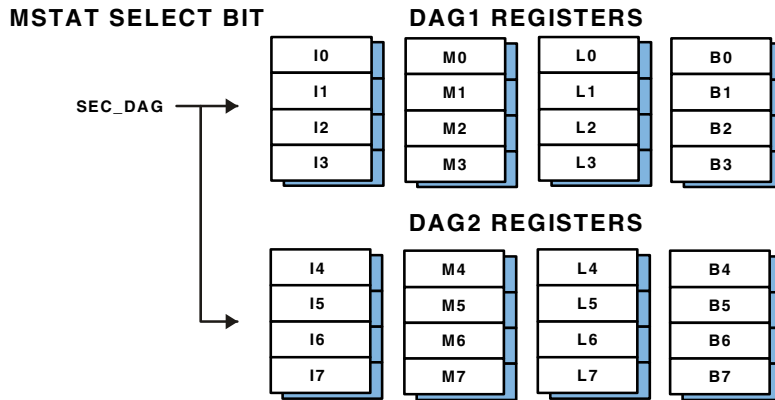 MSTAT SELECT BIT DAG1 REGISTERS
I0 M0 L0 B0
I1 M1 L1 B1
SEC_DAG
I2 M2 L2 B2
I3 M3 L3 B3
DAG2 REGISTERS
I4 M4 L4 B4
I5 M5 L5 B5
I6 M6 L6 B6
I7 M7 L7 B7